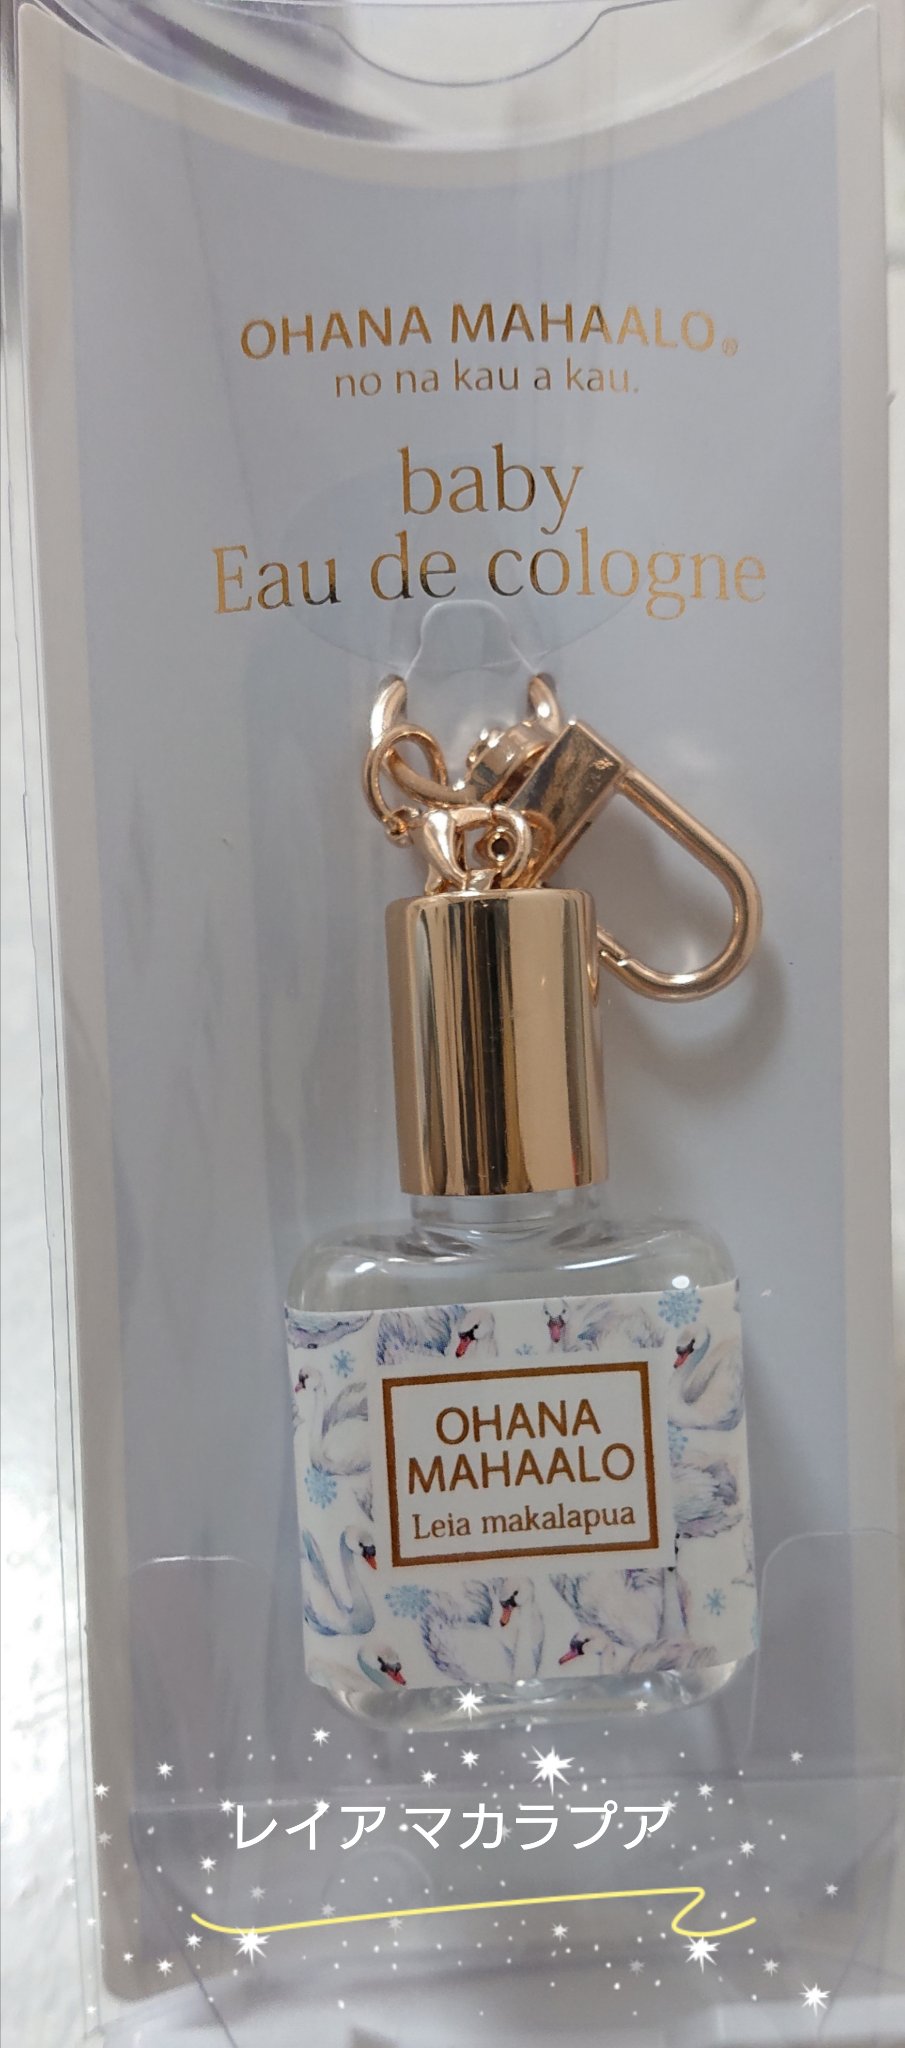 OHANA MAHAALO®
no na kau a kau.
baby
Eau de cologne
OHANA
MAHAALO
Leia makalapua
レイア マカラプア